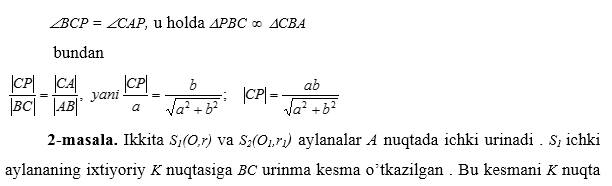 ∠BCP = ∠CAP, u holda ΔPBC ∞ ΔCBA
bundan
|CP|/|BC| = |CA|/|AB|, yani |CP|/a = b/√(a² + b²); |CP| = ab/√(a² + b²)
2-masala. Ikkita S₁(O,r) va S₂(O₁,r₁) aylanalar A nuqtada ichki urinadi . S₁ ichki
aylananing ixtiyoriy K nuqtasiga BC urinma kesma o’tkazilgan . Bu kesmani K nuqta